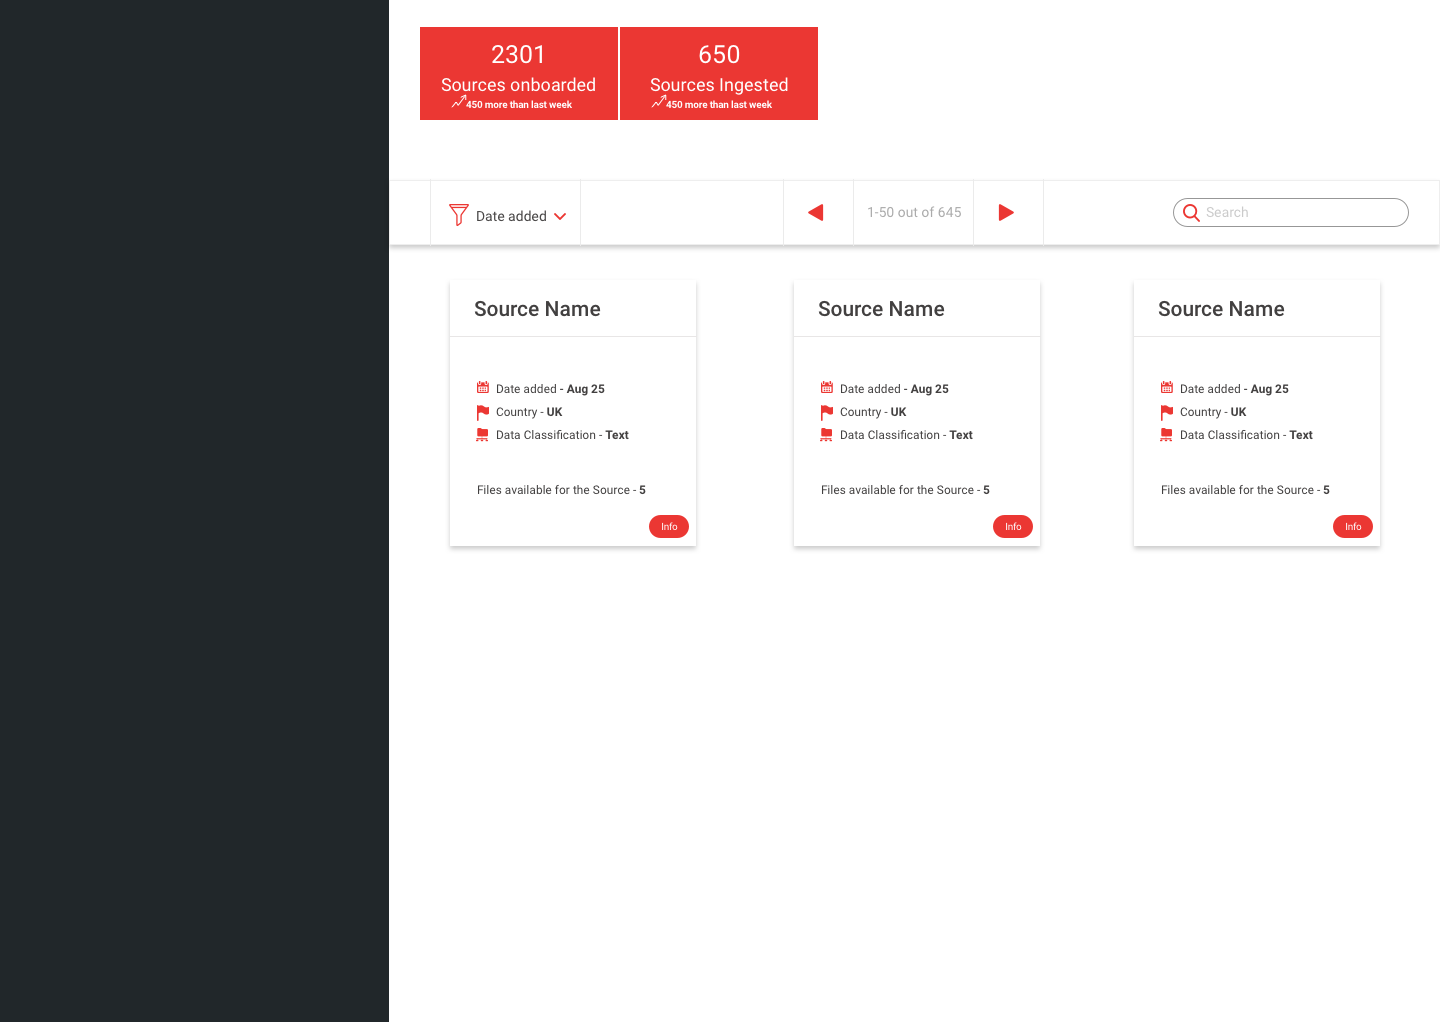 2301
Sources onboarded
450 more than last week
650
Sources Ingested
450 more than last week
Date added
1-50 out of 645
Search
Source Name
Date added - Aug 25
Country - UK
Data Classification - Text
Files available for the Source - 5
Info
Source Name
Date added - Aug 25
Country - UK
Data Classification - Text
Files available for the Source - 5
Info
Source Name
Date added - Aug 25
Country - UK
Data Classification - Text
Files available for the Source - 5
Info